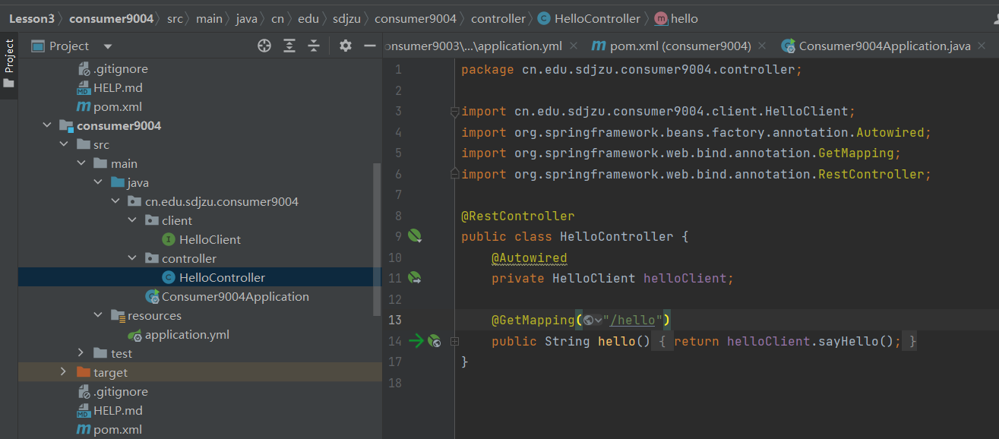 Lesson3 consumer9004 src main java cn edu sdjzu consumer9004 controller HelloController hello
Project
Project
.gitignore
HELP.md
pom.xml
consumer9004
src
main
java
cn.edu.sdjzu.consumer9004
client
HelloClient
controller
HelloController
Consumer9004Application
resources
application.yml
test
target
.gitignore
HELP.md
pom.xml
onsumer9003\...\application.yml pom.xml (consumer9004) Consumer9004Application.java
1 package cn.edu.sdjzu.consumer9004.controller;
2
3 import cn.edu.sdjzu.consumer9004.client.HelloClient;
4 import org.springframework.beans.factory.annotation.Autowired;
5 import org.springframework.web.bind.annotation.GetMapping;
6 import org.springframework.web.bind.annotation.RestController;
7
8 @RestController
9 public class HelloController {
10 @Autowired
11 private HelloClient helloClient;
12
13 @GetMapping("/hello")
14 public String hello() { return helloClient.sayHello(); }
17 }
18